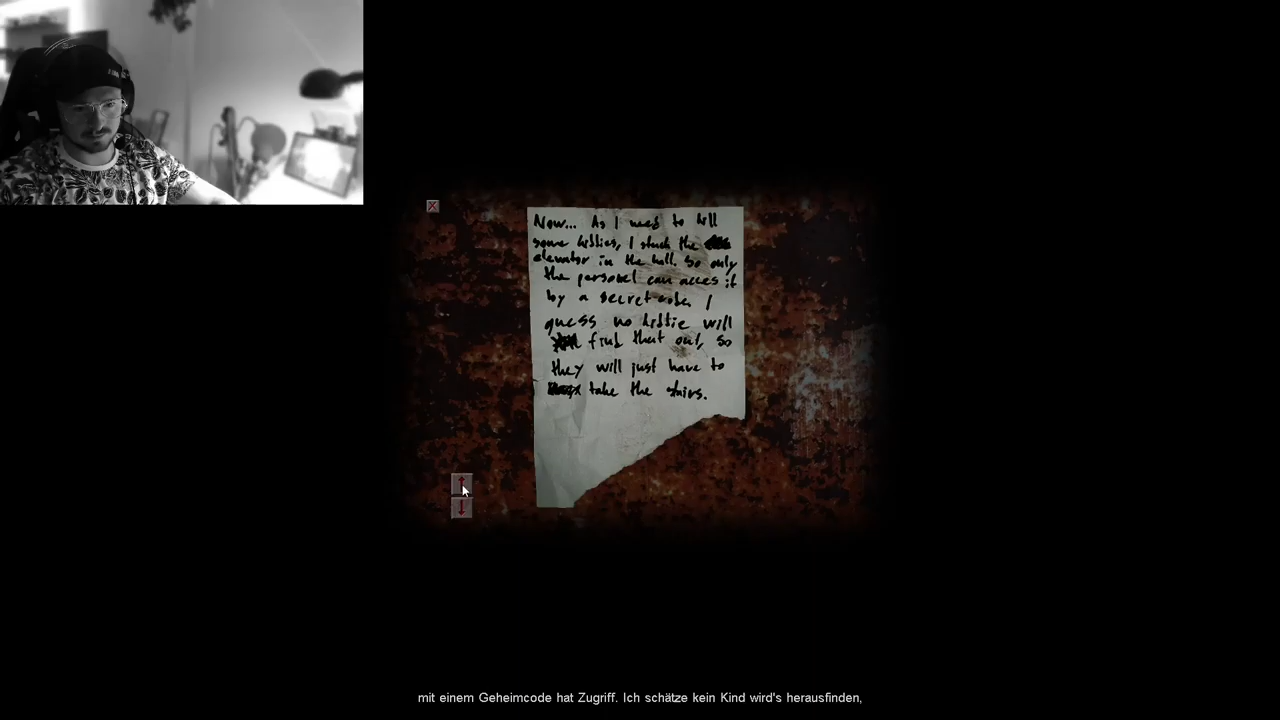 Now... As I need to kill
some kiddies, I stuck the
elevator in the hall. So only
the personel can acces it
by a secret code. I
guess no kiddie will
find that out, so
they will just have to
take the stairs.
mit einem Geheimcode hat Zugriff. Ich schätze kein Kind wird's herausfinden,